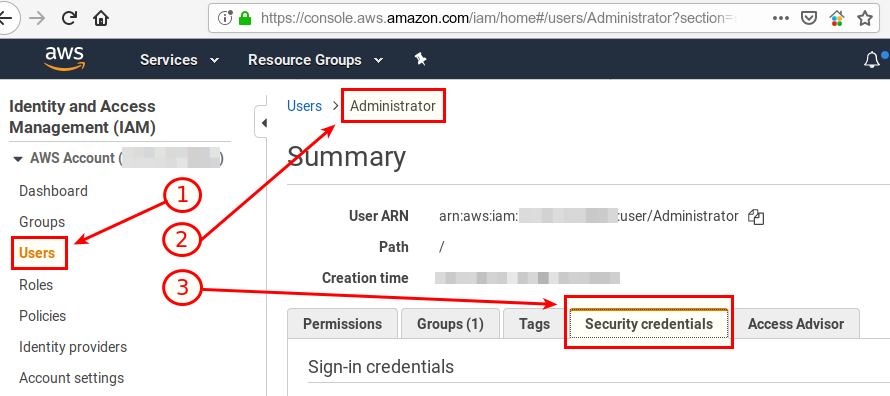 https://console.aws.amazon.com/iam/home#/users/Administrator?section=
aws
Services
Resource Groups
Identity and Access
Management (IAM)
AWS Account ( )
Dashboard
Groups
Users
Roles
Policies
Identity providers
Account settings
Users > Administrator
Summary
User ARN arn:aws:iam: :user/Administrator
Path /
Creation time
1
2
3
Permissions
Groups (1)
Tags
Security credentials
Access Advisor
Sign-in credentials